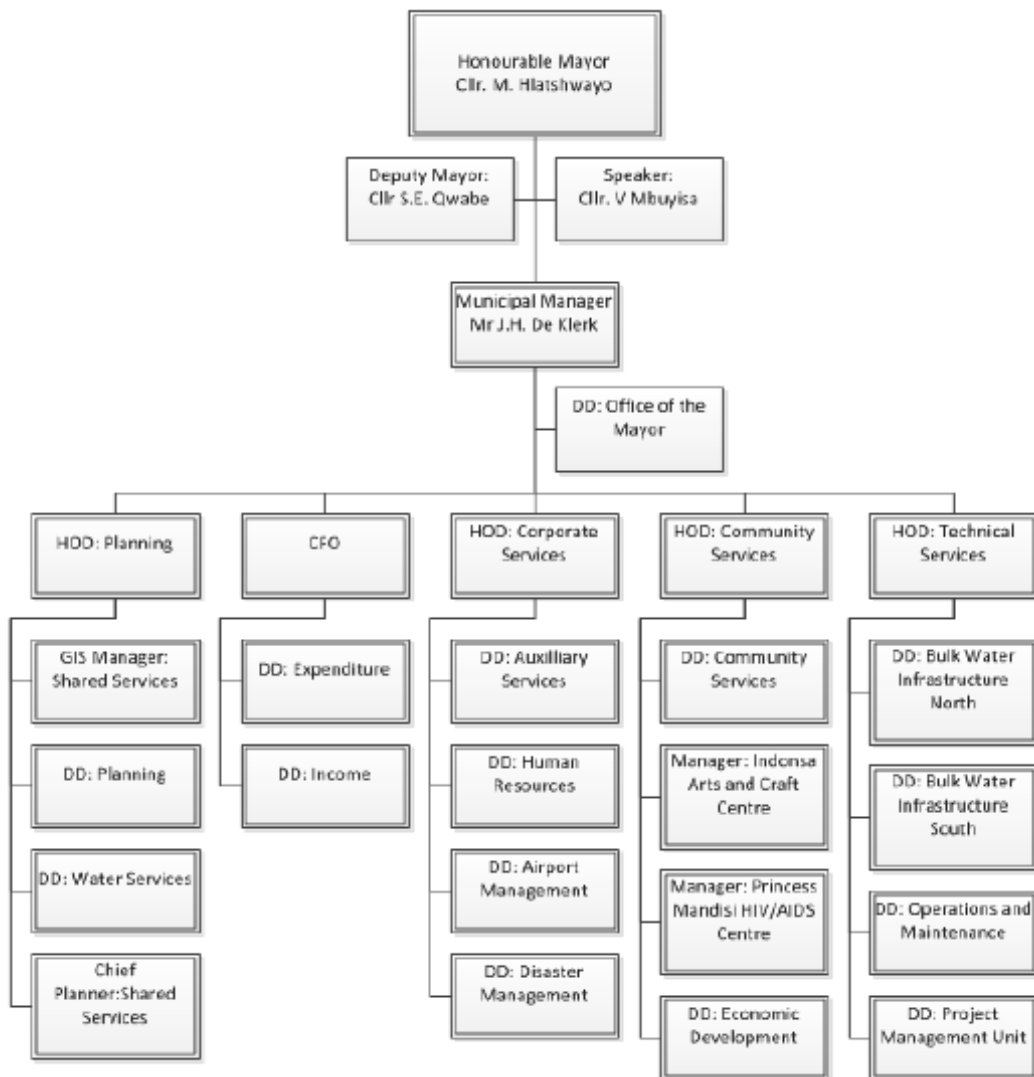 Honourable Mayor
Cllr. M. Hlatshwayo
Deputy Mayor:
Cllr S.E. Qwabe
Speaker:
Cllr. V Mbuyisa
Municipal Manager
Mr J.H. De Klerk
DD: Office of the
Mayor
HOD: Planning
CFO
HOD: Corporate
Services
HOD: Community
Services
HOD: Technical
Services
GIS Manager:
Shared Services
DD: Planning
DD: Water Services
Chief
Planner:Shared
Services
DD: Expenditure
DD: Income
DD: Auxilliary
Services
DD: Human
Resources
DD: Airport
Management
DD: Disaster
Management
DD: Community
Services
Manager: Indonsa
Arts and Craft
Centre
Manager: Princess
Mandisi HIV/AIDS
Centre
DD: Economic
Development
DD: Bulk Water
Infrastructure
North
DD: Bulk Water
Infrastructure
South
DD: Operations and
Maintenance
DD: Project
Management Unit